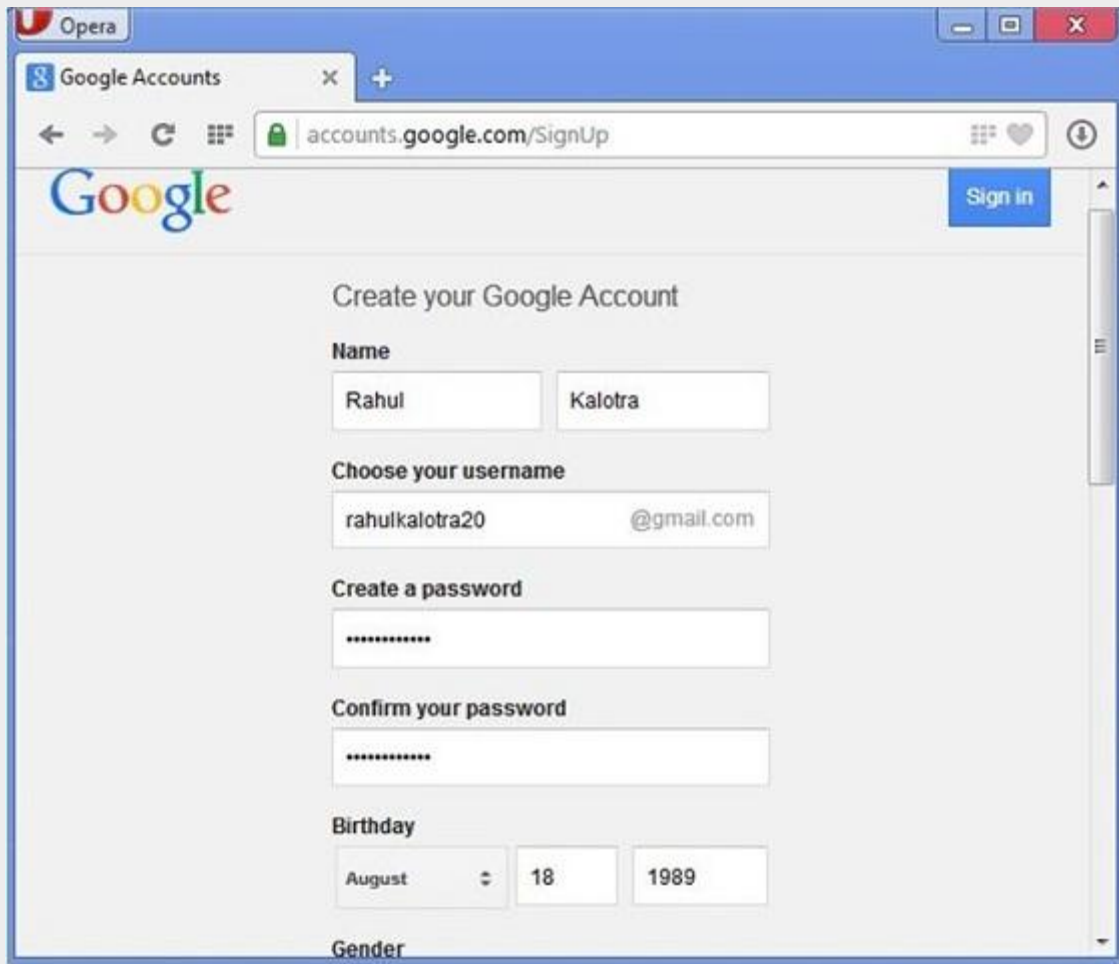 Opera
Google Accounts
accounts.google.com/SignUp
Google
Sign in
Create your Google Account
Name
Rahul Kalotra
Choose your username
rahulkalotra20 @gmail.com
Create a password
••••••••••••
Confirm your password
••••••••••••
Birthday
August 18 1989
Gender